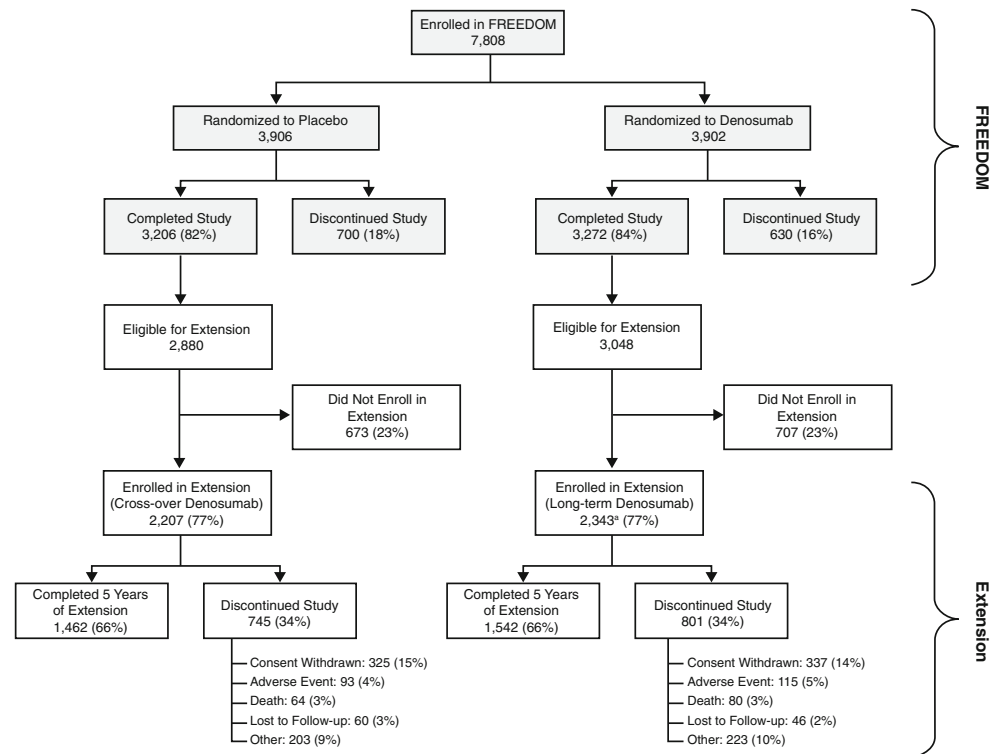 Enrolled in FREEDOM
7,808
Randomized to Placebo
3,906
Randomized to Denosumab
3,902
Completed Study
3,206 (82%)
Discontinued Study
700 (18%)
Completed Study
3,272 (84%)
Discontinued Study
630 (16%)
FREEDOM
Eligible for Extension
2,880
Eligible for Extension
3,048
Did Not Enroll in
Extension
673 (23%)
Did Not Enroll in
Extension
707 (23%)
Enrolled in Extension
(Cross-over Denosumab)
2,207 (77%)
Enrolled in Extension
(Long-term Denosumab)
2,343ᵃ (77%)
Completed 5 Years
of Extension
1,462 (66%)
Discontinued Study
745 (34%)
Consent Withdrawn: 325 (15%)
Adverse Event: 93 (4%)
Death: 64 (3%)
Lost to Follow-up: 60 (3%)
Other: 203 (9%)
Completed 5 Years
of Extension
1,542 (66%)
Discontinued Study
801 (34%)
Consent Withdrawn: 337 (14%)
Adverse Event: 115 (5%)
Death: 80 (3%)
Lost to Follow-up: 46 (2%)
Other: 223 (10%)
Extension